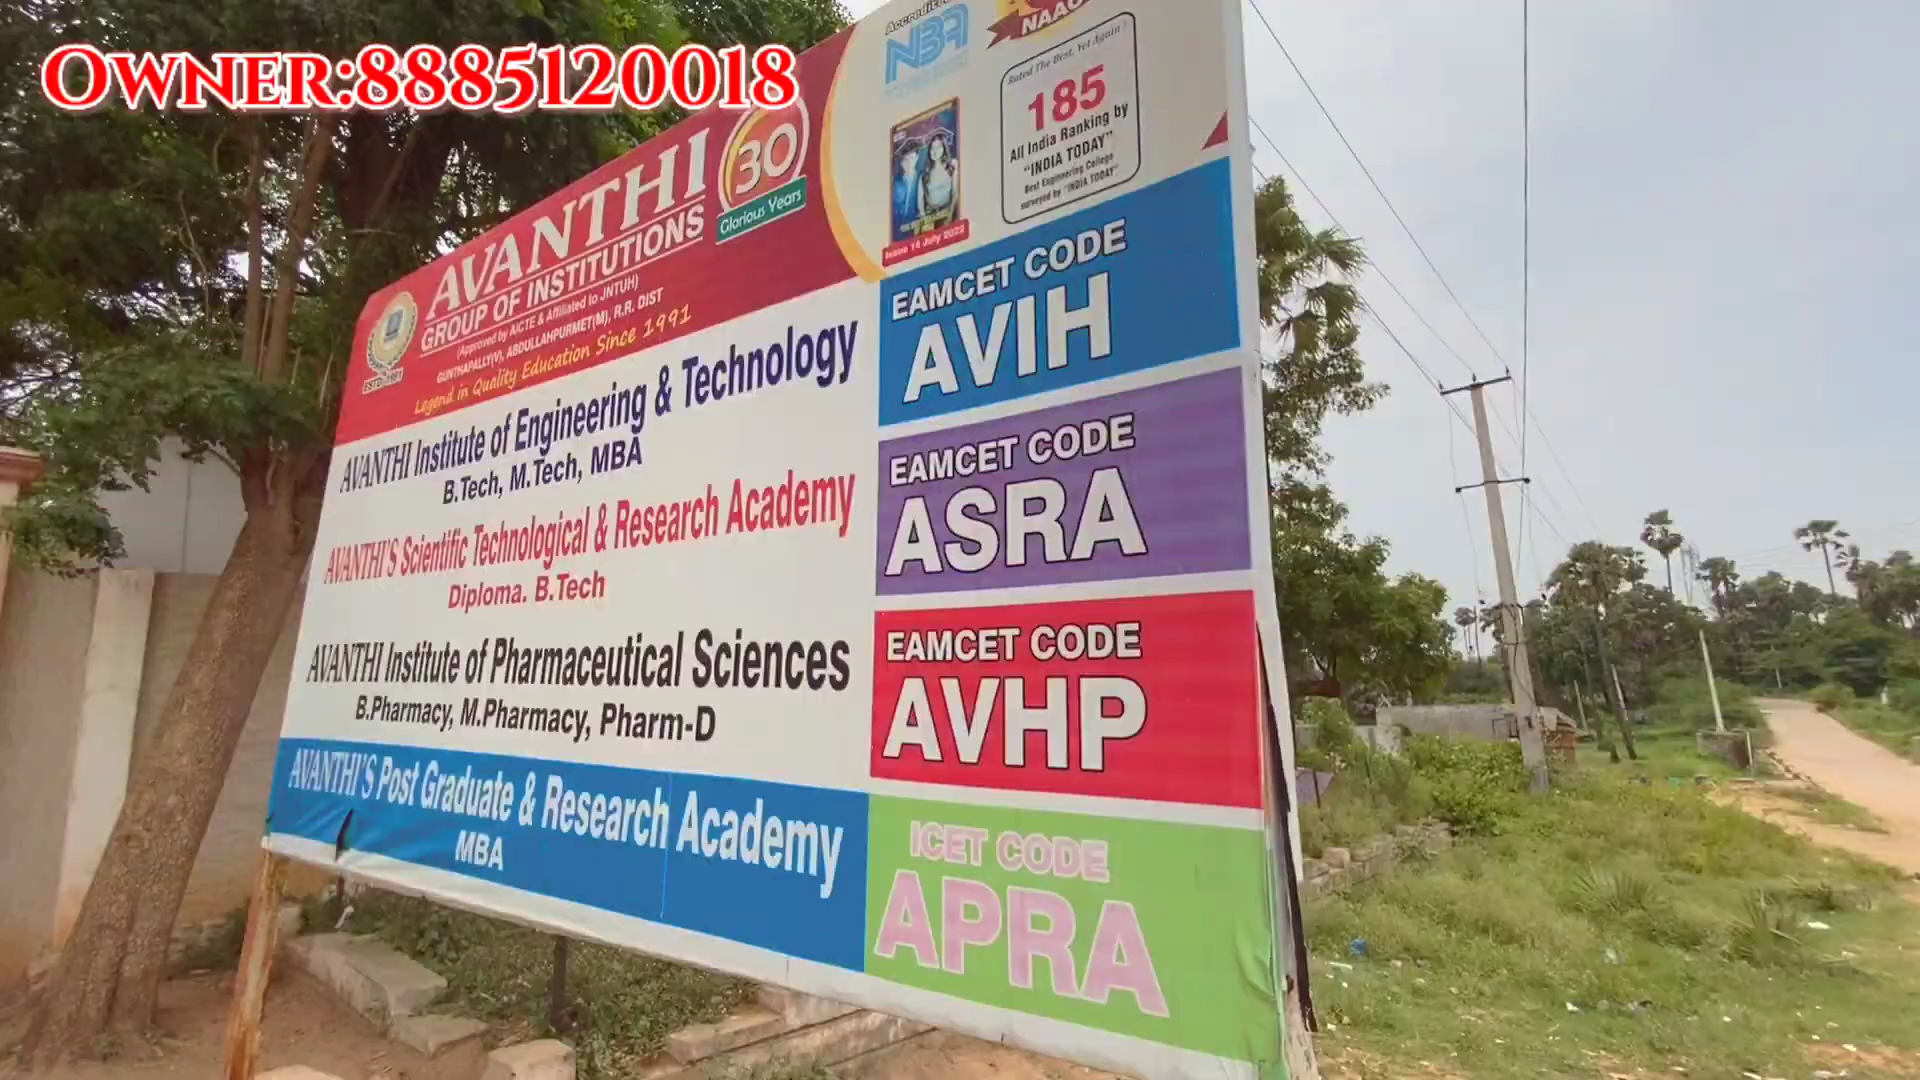 OWNER:8885120018
AVANTHI
GROUP OF INSTITUTIONS
(Approved by AICTE & Affiliated to JNTUH)
GUNTHAPALLY(V), ABDULLAHPURMET(M), R.R. DIST
Legend in Quality Education Since 1991
ESTD:1991
30
Glorious Years
Accredited
NBA
NAAC
Issue 14 July 2022
Rated The Best, Yet Again!
185
All India Ranking by
"INDIA TODAY"
Best Engineering College
surveyed by "INDIA TODAY"
AVANTHI Institute of Engineering & Technology
B.Tech, M.Tech, MBA
EAMCET CODE
AVIH
AVANTHI'S Scientific Technological & Research Academy
Diploma. B.Tech
EAMCET CODE
ASRA
AVANTHI Institute of Pharmaceutical Sciences
B.Pharmacy, M.Pharmacy, Pharm-D
EAMCET CODE
AVHP
AVANTHI'S Post Graduate & Research Academy
MBA
ICET CODE
APRA